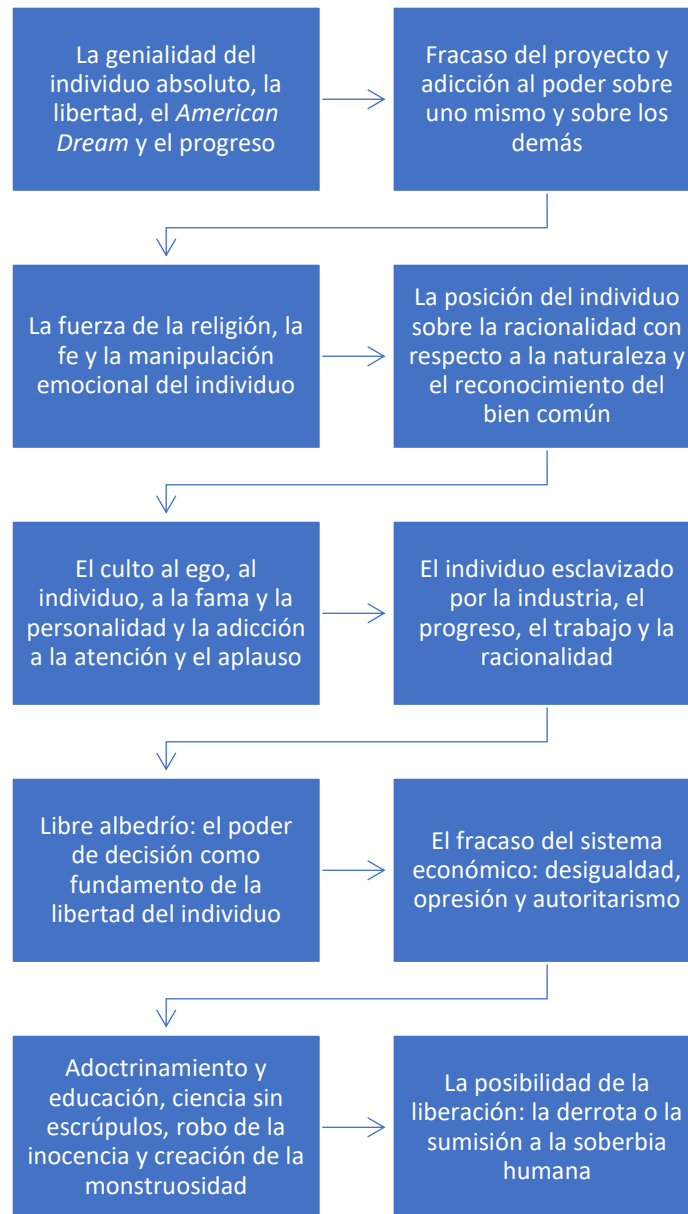 La genialidad del
individuo absoluto, la
libertad, el American
Dream y el progreso
Fracaso del proyecto y
adicción al poder sobre
uno mismo y sobre los
demás
La fuerza de la religión, la
fe y la manipulación
emocional del individuo
La posición del individuo
sobre la racionalidad con
respecto a la naturaleza y
el reconocimiento del
bien común
El culto al ego, al
individuo, a la fama y la
personalidad y la adicción
a la atención y el aplauso
El individuo esclavizado
por la industria, el
progreso, el trabajo y la
racionalidad
Libre albedrío: el poder
de decisión como
fundamento de la
libertad del individuo
El fracaso del sistema
económico: desigualdad,
opresión y autoritarismo
Adoctrinamiento y
educación, ciencia sin
escrúpulos, robo de la
inocencia y creación de la
monstruosidad
La posibilidad de la
liberación: la derrota o la
sumisión a la soberbia
humana